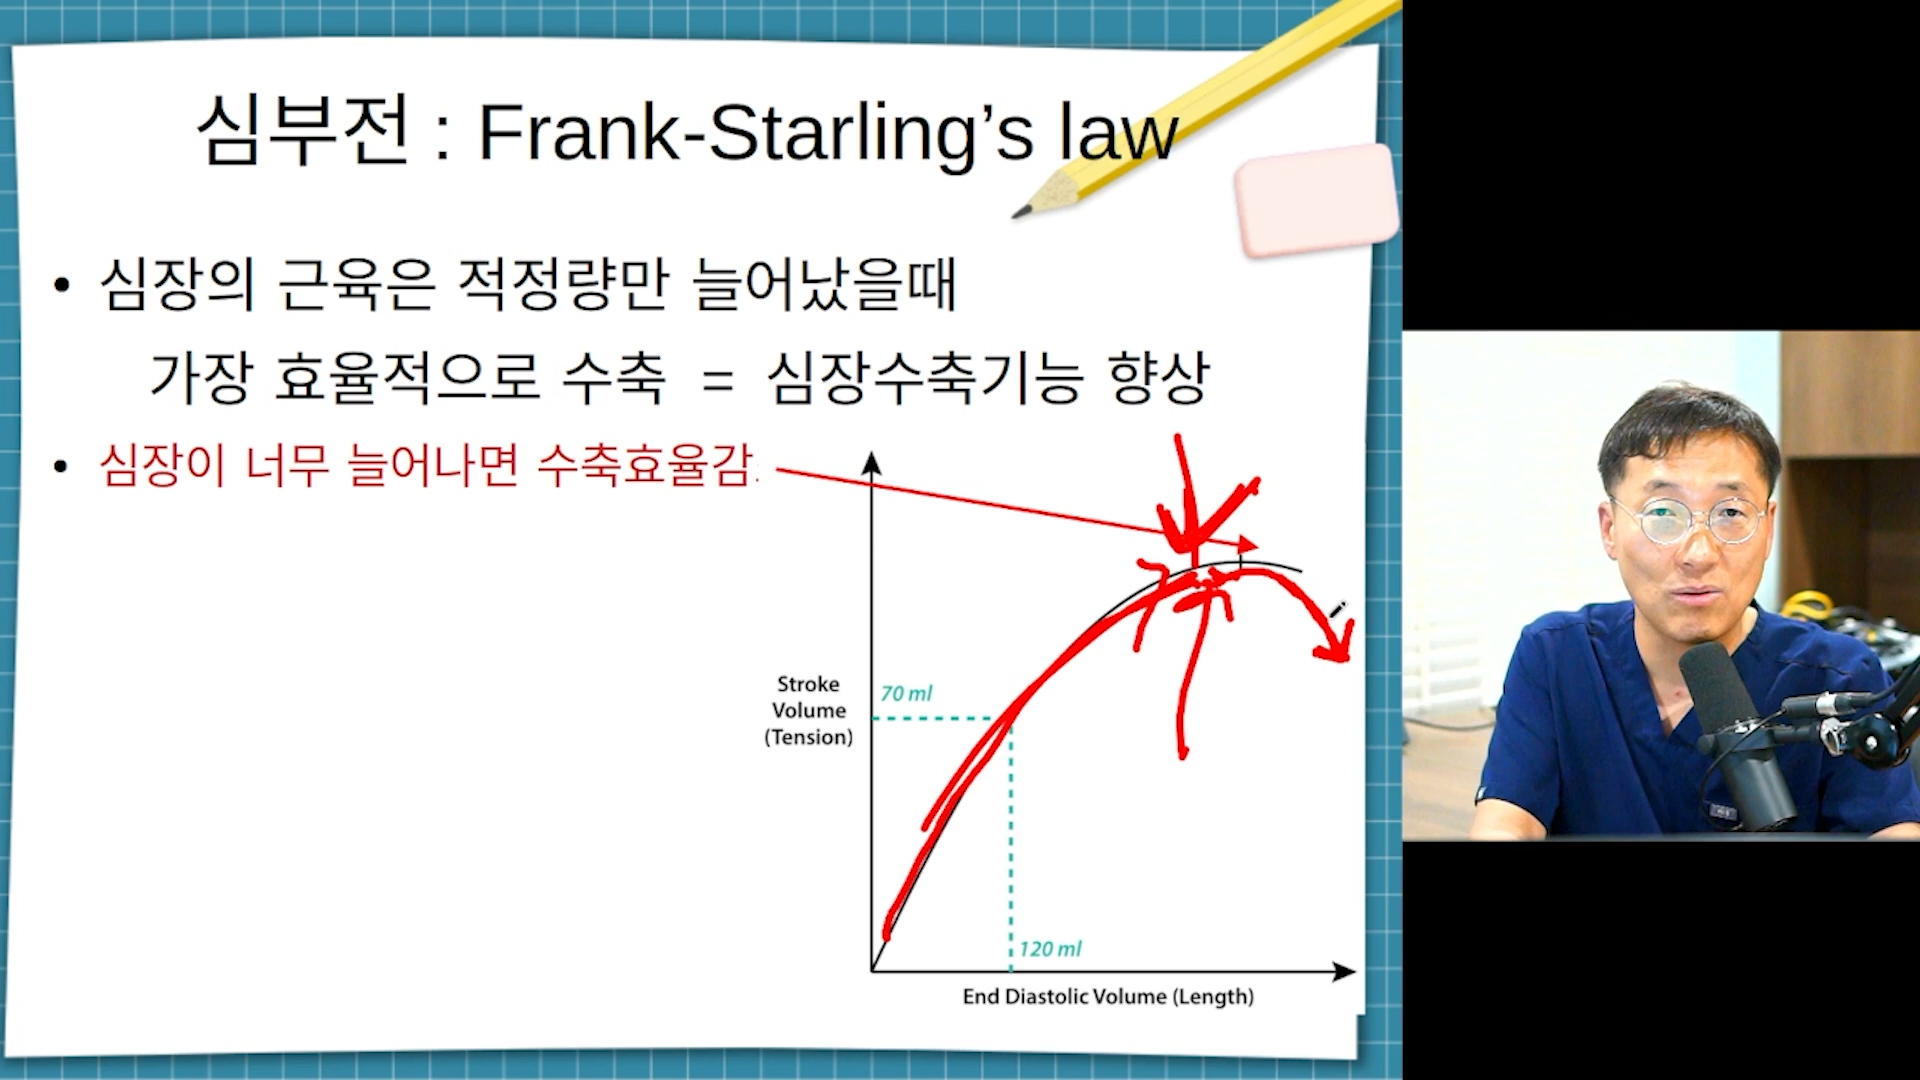 심부전 : Frank-Starling’s law
• 심장의 근육은 적정량만 늘어났을때
가장 효율적으로 수축 = 심장수축기능 향상
• 심장이 너무 늘어나면 수축효율감
Stroke
Volume
(Tension)
70 ml
120 ml
End Diastolic Volume (Length)